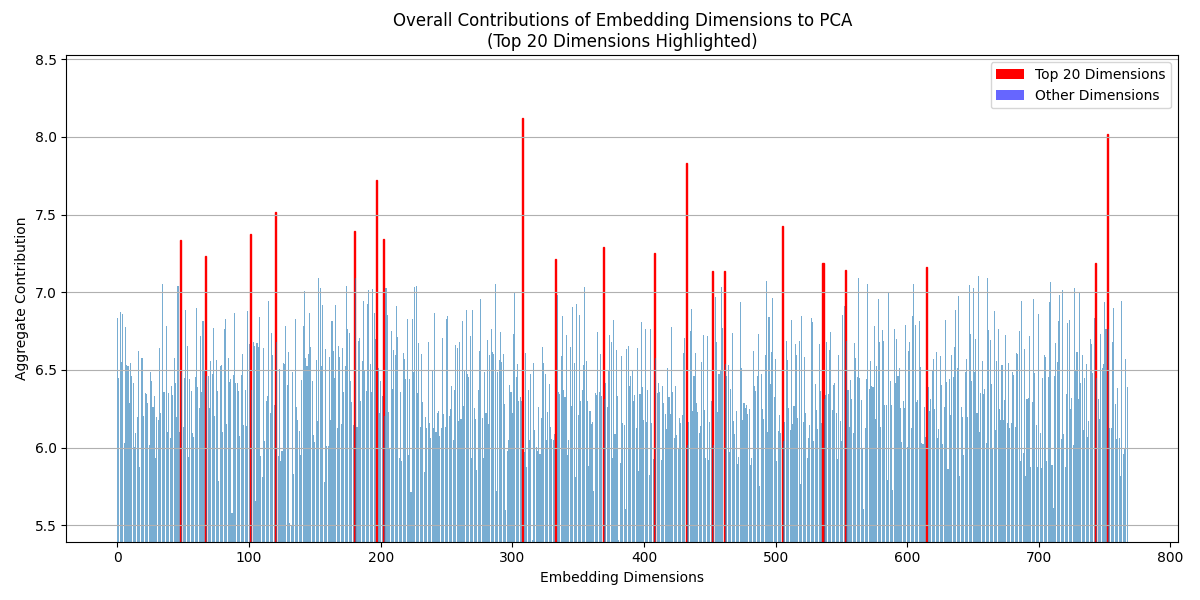 Overall Contributions of Embedding Dimensions to PCA
(Top 20 Dimensions Highlighted)
Top 20 Dimensions
Other Dimensions
Aggregate Contribution
8.5
8.0
7.5
7.0
6.5
6.0
5.5
0 100 200 300 400 500 600 700 800
Embedding Dimensions